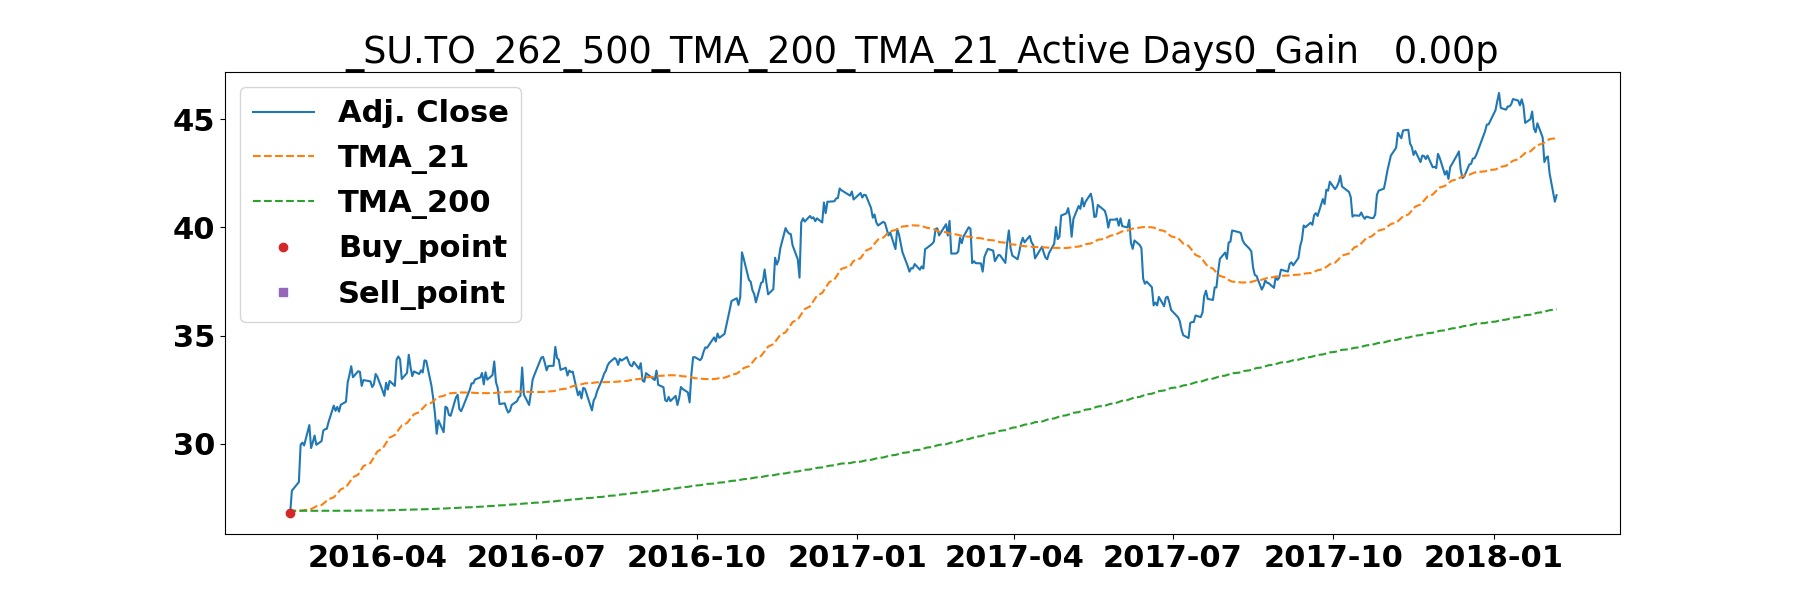 _SU.TO_262_500_TMA_200_TMA_21_Active Days0_Gain   0.00p
45
40
35
30
Adj. Close
TMA_21
TMA_200
Buy_point
Sell_point
2016-04 2016-07 2016-10 2017-01 2017-04 2017-07 2017-10 2018-01